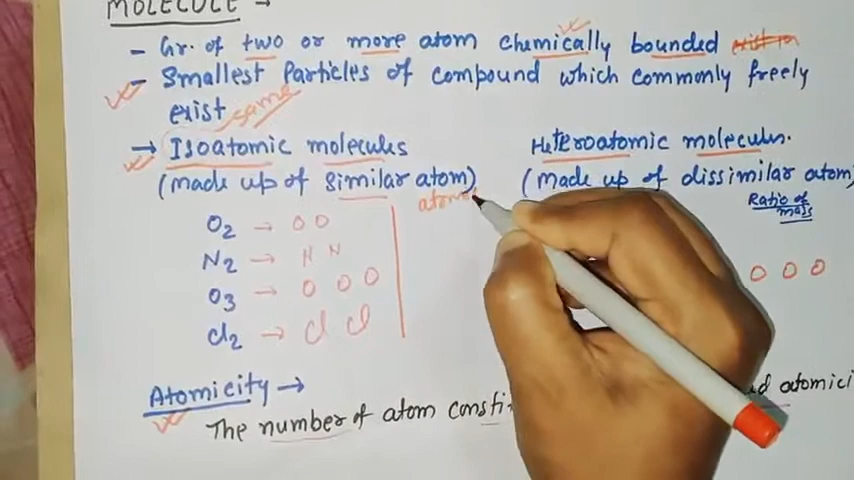 MOLECULE →
- Gr. of two or more atom chemically bounded
- Smallest Particles of compound which commonly freely
exist same
→ Isoatomic molecules
(made up of similar atom)
O2 → O O
N2 → N N
O3 → O O O
Cl2 → Cl Cl
Heteroatomic molecules.
(made up of dissimilar atom)
Ratio of
mass
O O O
Atomicity →
The number of atom consti